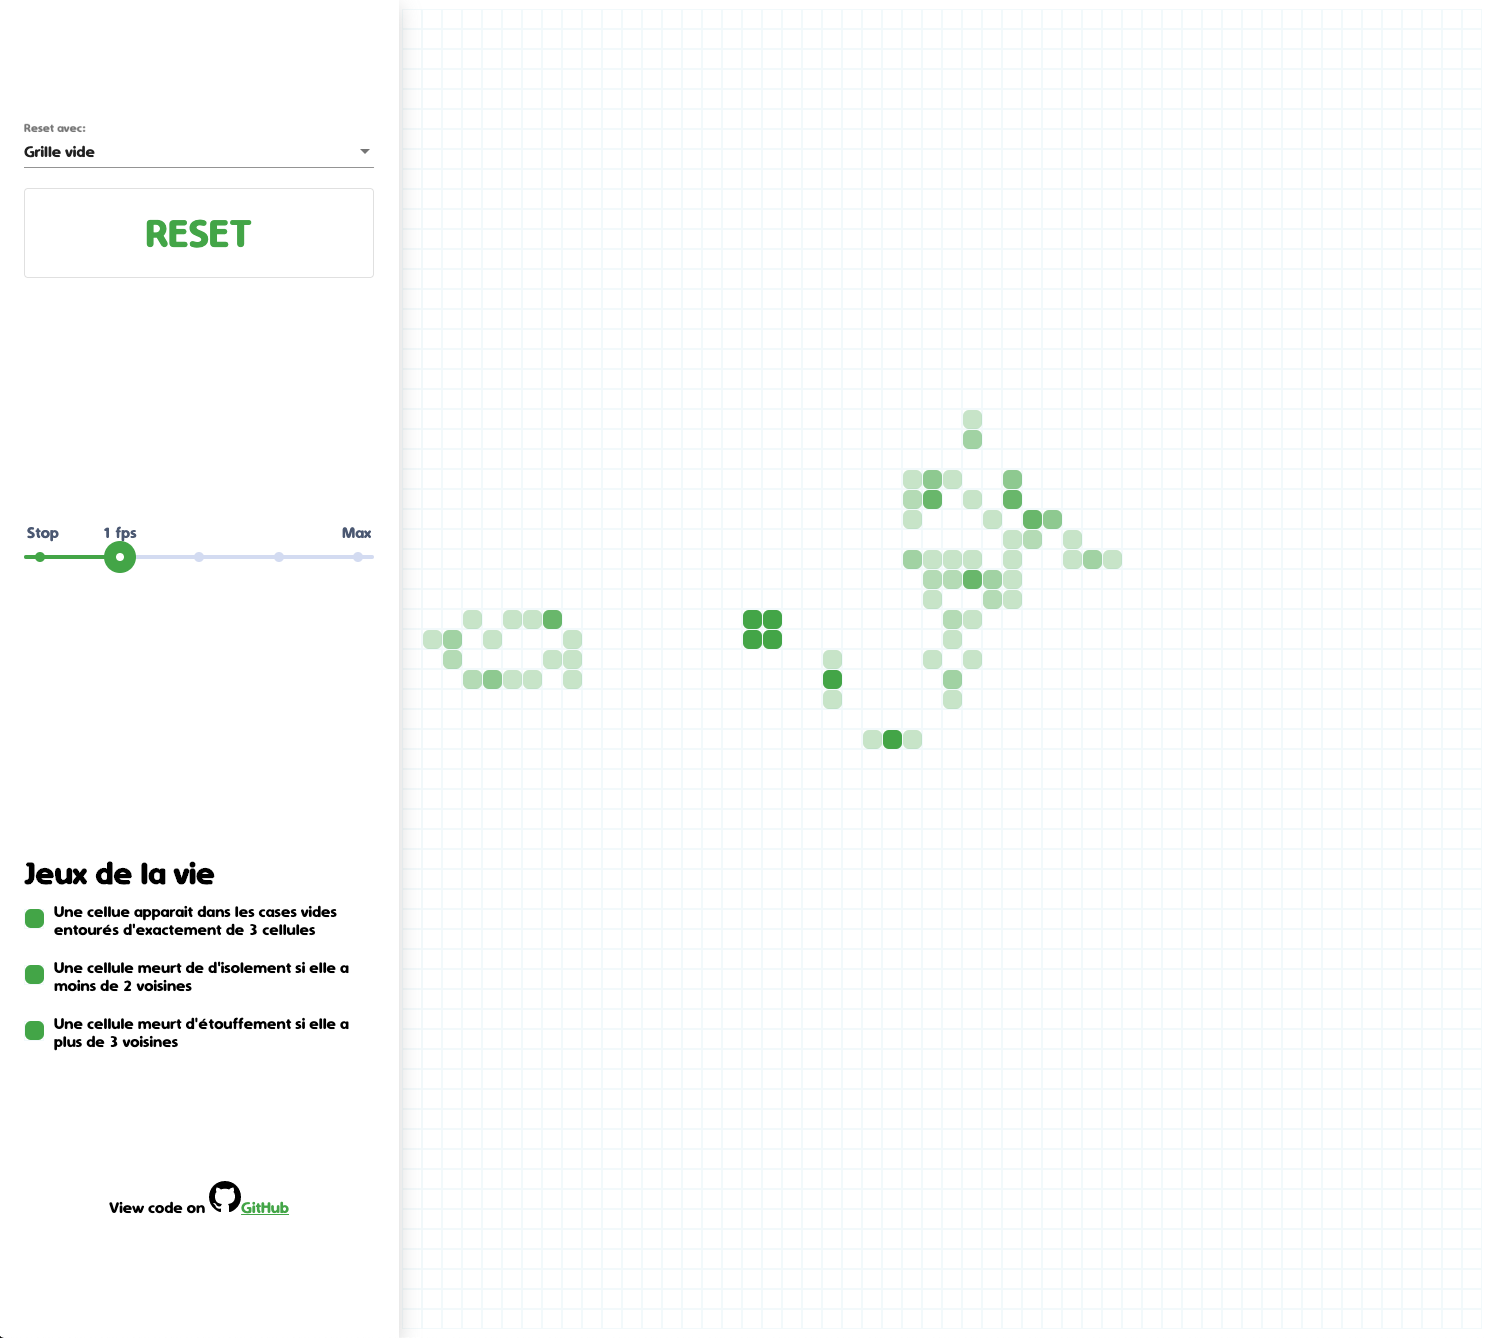 Reset avec:
Grille vide
RESET
Stop 1 fps Max
Jeux de la vie
Une cellue apparait dans les cases vides
entourés d'exactement de 3 cellules
Une cellule meurt de d'isolement si elle a
moins de 2 voisines
Une cellule meurt d'étouffement si elle a
plus de 3 voisines
View code on GitHub